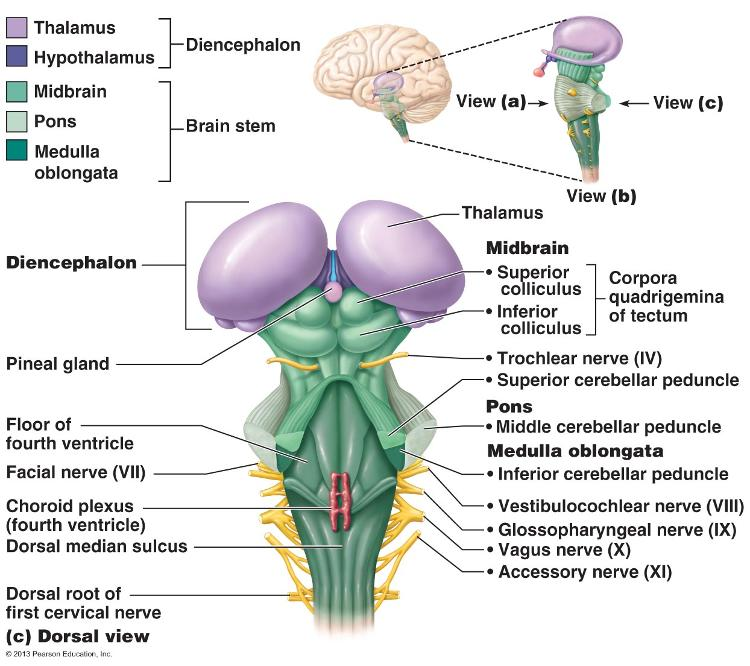 Thalamus
Hypothalamus
Diencephalon
Midbrain
Pons
Medulla
oblongata
Brain stem
View (a)
View (c)
View (b)
Diencephalon
Pineal gland
Floor of
fourth ventricle
Facial nerve (VII)
Choroid plexus
(fourth ventricle)
Dorsal median sulcus
Dorsal root of
first cervical nerve
Thalamus
Midbrain
• Superior
colliculus
• Inferior
colliculus
Corpora
quadrigemina
of tectum
• Trochlear nerve (IV)
• Superior cerebellar peduncle
Pons
• Middle cerebellar peduncle
Medulla oblongata
• Inferior cerebellar peduncle
• Vestibulocochlear nerve (VIII)
• Glossopharyngeal nerve (IX)
• Vagus nerve (X)
• Accessory nerve (XI)
(c) Dorsal view
© 2013 Pearson Education, Inc.